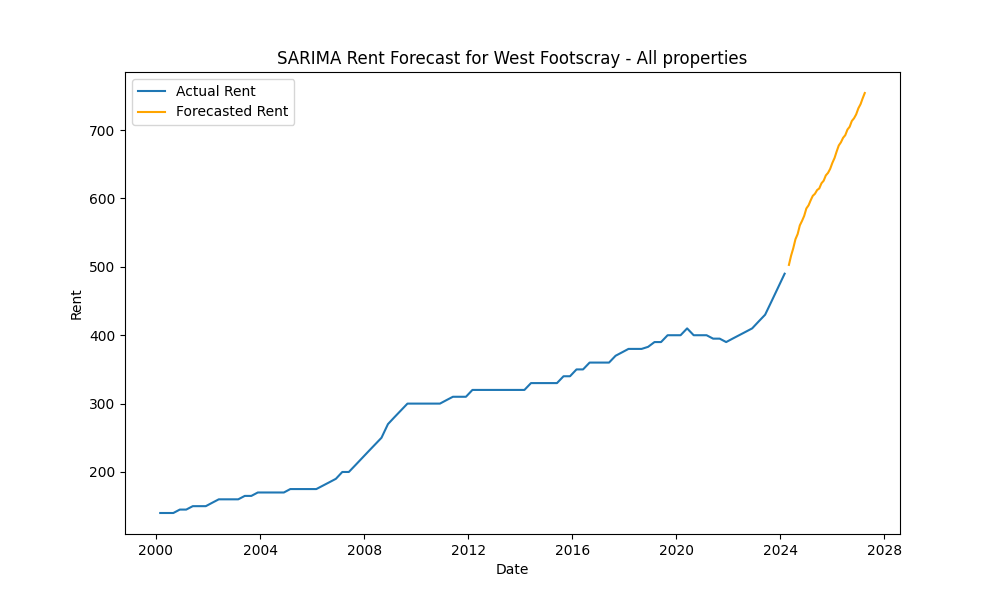 SARIMA Rent Forecast for West Footscray - All properties
Actual Rent
Forecasted Rent
700
600
500
400
300
200
Rent
2000 2004 2008 2012 2016 2020 2024 2028
Date